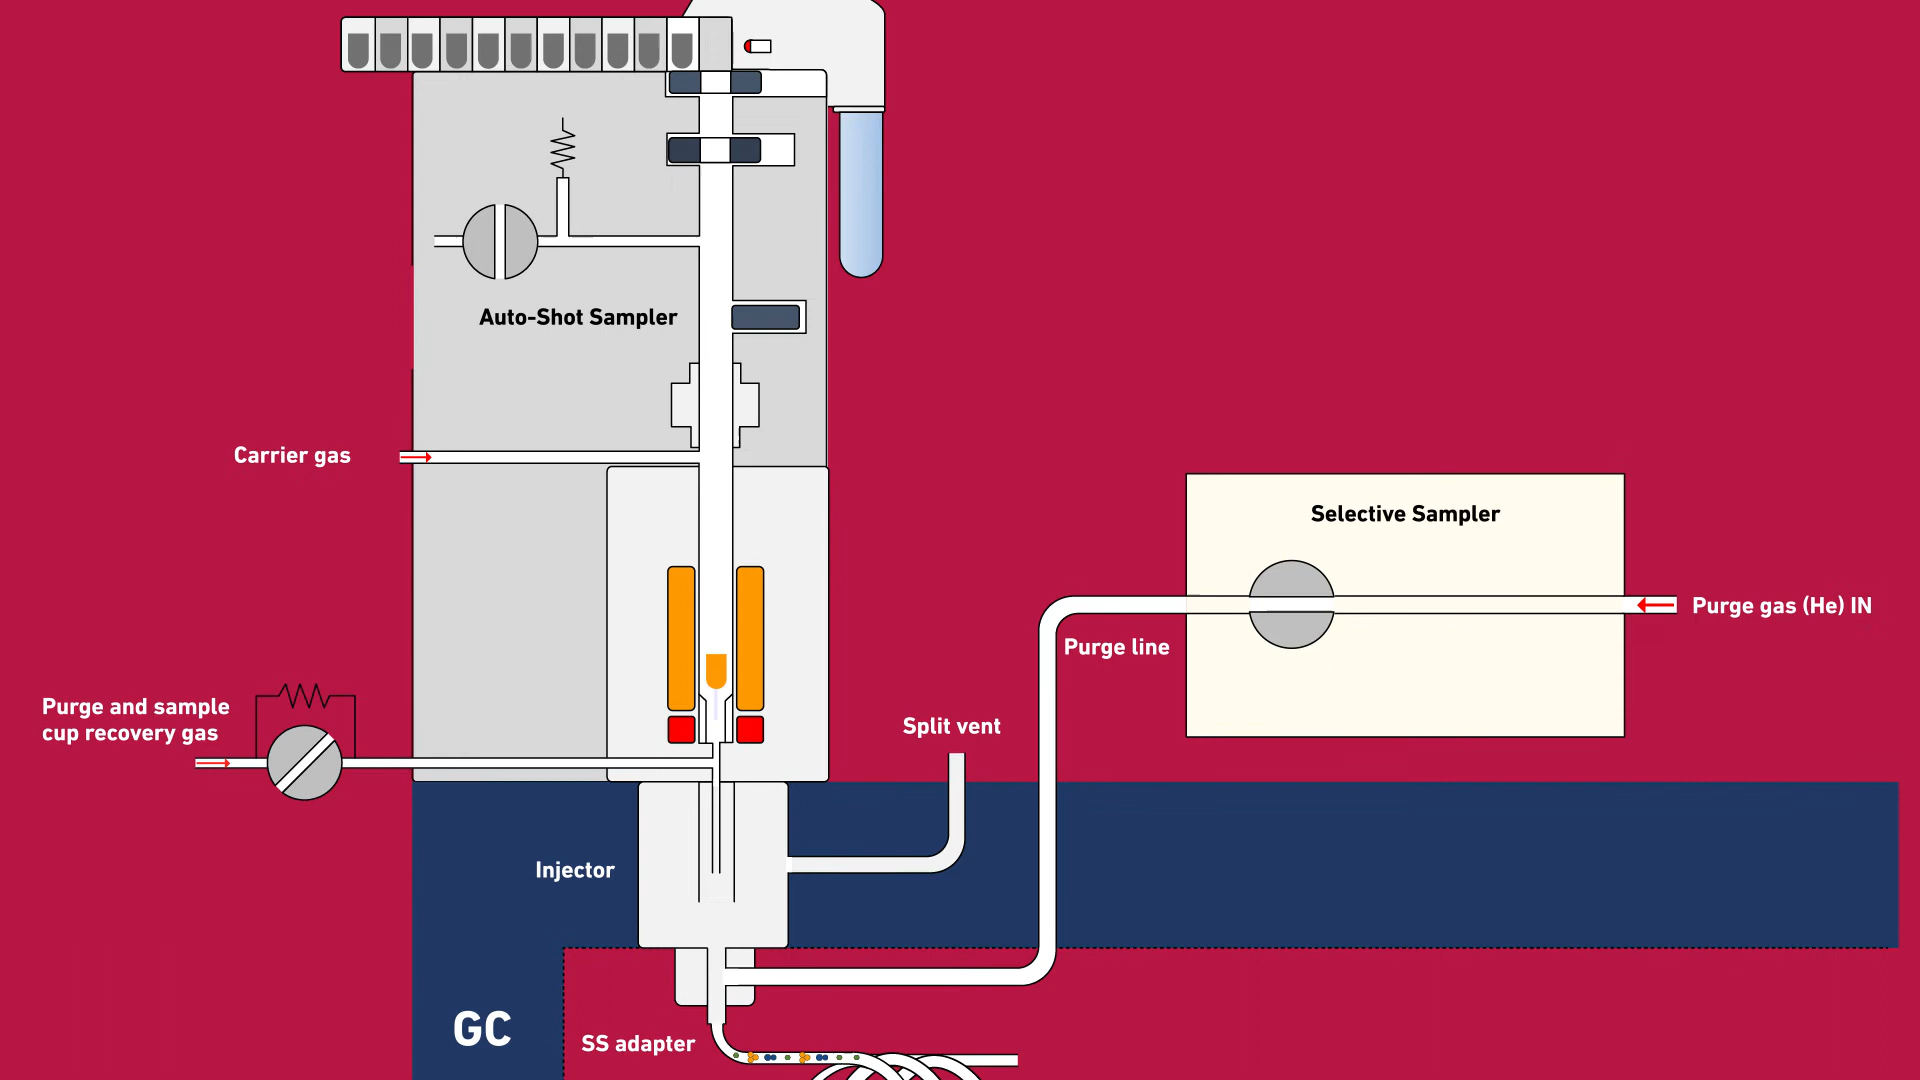 Auto-Shot Sampler
Carrier gas
Selective Sampler
Purge gas (He) IN
Purge line
Purge and sample
cup recovery gas
Split vent
Injector
GC
SS adapter